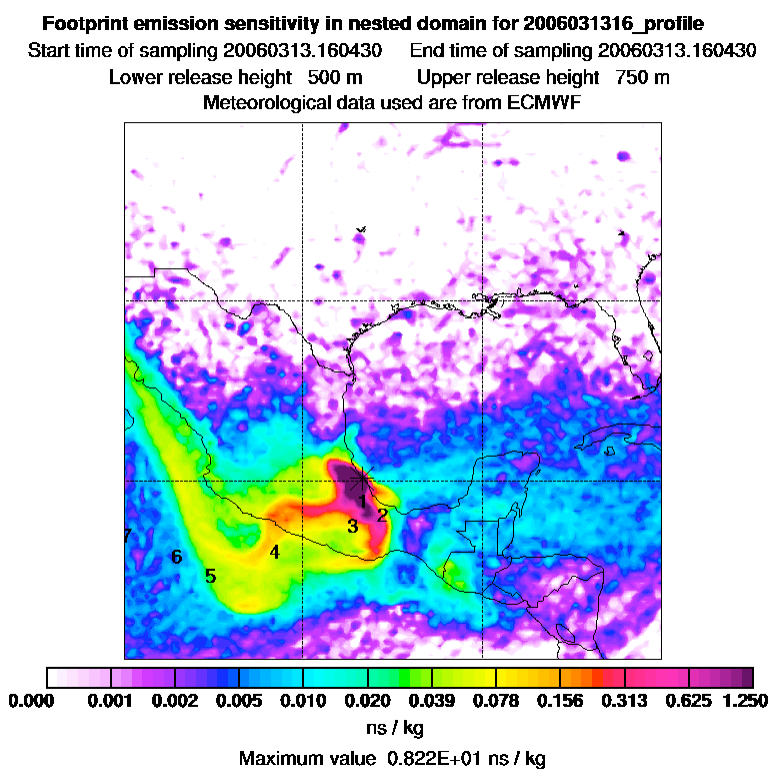 Footprint emission sensitivity in nested domain for 2006031316_profile
Start time of sampling 20060313.160430 End time of sampling 20060313.160430
Lower release height 500 m Upper release height 750 m
Meteorological data used are from ECMWF
1
2
3
4
7
6
5
0.000 0.001 0.002 0.005 0.010 0.020 0.039 0.078 0.156 0.313 0.625 1.250
ns / kg
Maximum value 0.822E+01 ns / kg